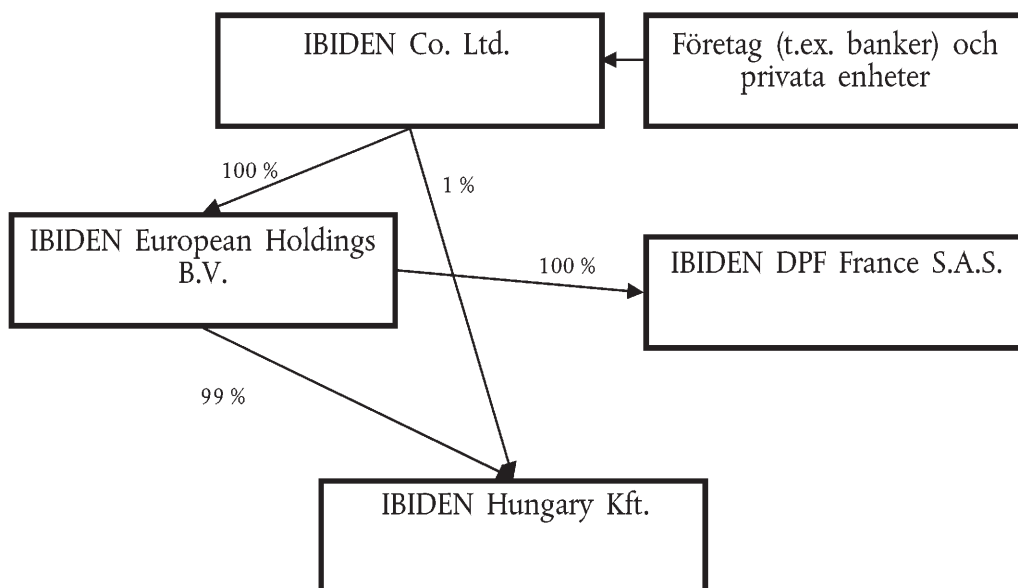 IBIDEN Co. Ltd.
Företag (t.ex. banker) och
privata enheter
100 %
1 %
IBIDEN European Holdings
B.V.
100 %
IBIDEN DPF France S.A.S.
99 %
IBIDEN Hungary Kft.